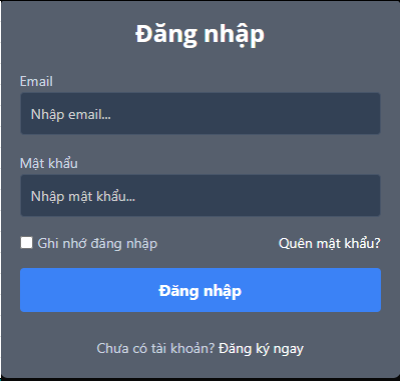 Đăng nhập
Email
Nhập email...
Mật khẩu
Nhập mật khẩu...
Ghi nhớ đăng nhập Quên mật khẩu?
Đăng nhập
Chưa có tài khoản? Đăng ký ngay